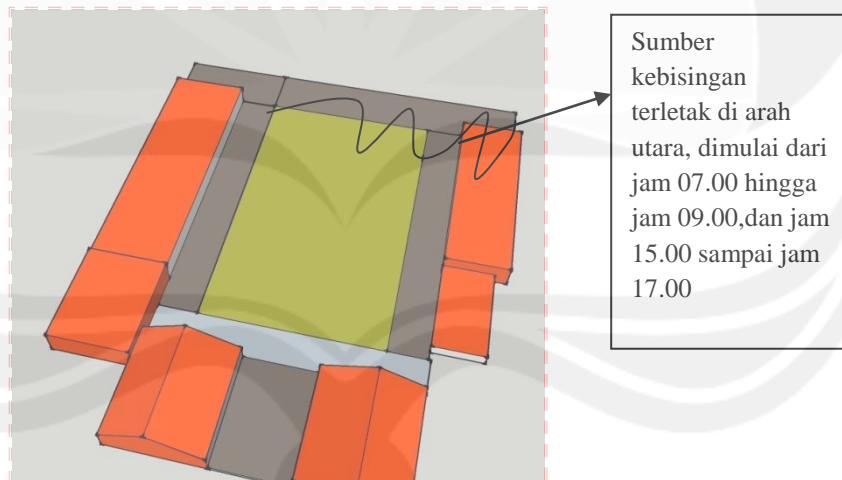 Sumber
kebisingan
terletak di arah
utara, dimulai dari
jam 07.00 hingga
jam 09.00,dan jam
15.00 sampai jam
17.00